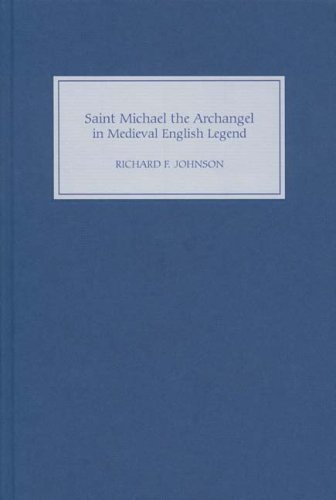 Saint Michael the Archangel
in Medieval English Legend
RICHARD F. JOHNSON